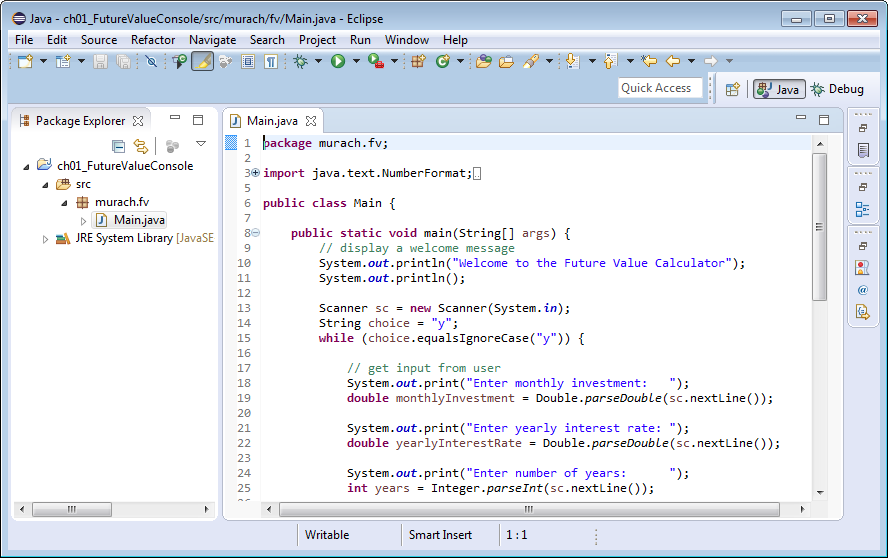 Java - ch01_FutureValueConsole/src/murach/fv/Main.java - Eclipse
File Edit Source Refactor Navigate Search Project Run Window Help
Quick Access
Java
Debug
Package Explorer
ch01_FutureValueConsole
src
murach.fv
Main.java
JRE System Library [JavaSE
Main.java
1 package murach.fv;
2
3 import java.text.NumberFormat;
5
6 public class Main {
7
8 public static void main(String[] args) {
9 // display a welcome message
10 System.out.println("Welcome to the Future Value Calculator");
11 System.out.println();
12
13 Scanner sc = new Scanner(System.in);
14 String choice = "y";
15 while (choice.equalsIgnoreCase("y")) {
16
17 // get input from user
18 System.out.print("Enter monthly investment:   ");
19 double monthlyInvestment = Double.parseDouble(sc.nextLine());
20
21 System.out.print("Enter yearly interest rate: ");
22 double yearlyInterestRate = Double.parseDouble(sc.nextLine());
23
24 System.out.print("Enter number of years:      ");
25 int years = Integer.parseInt(sc.nextLine());
Writable Smart Insert 1 : 1